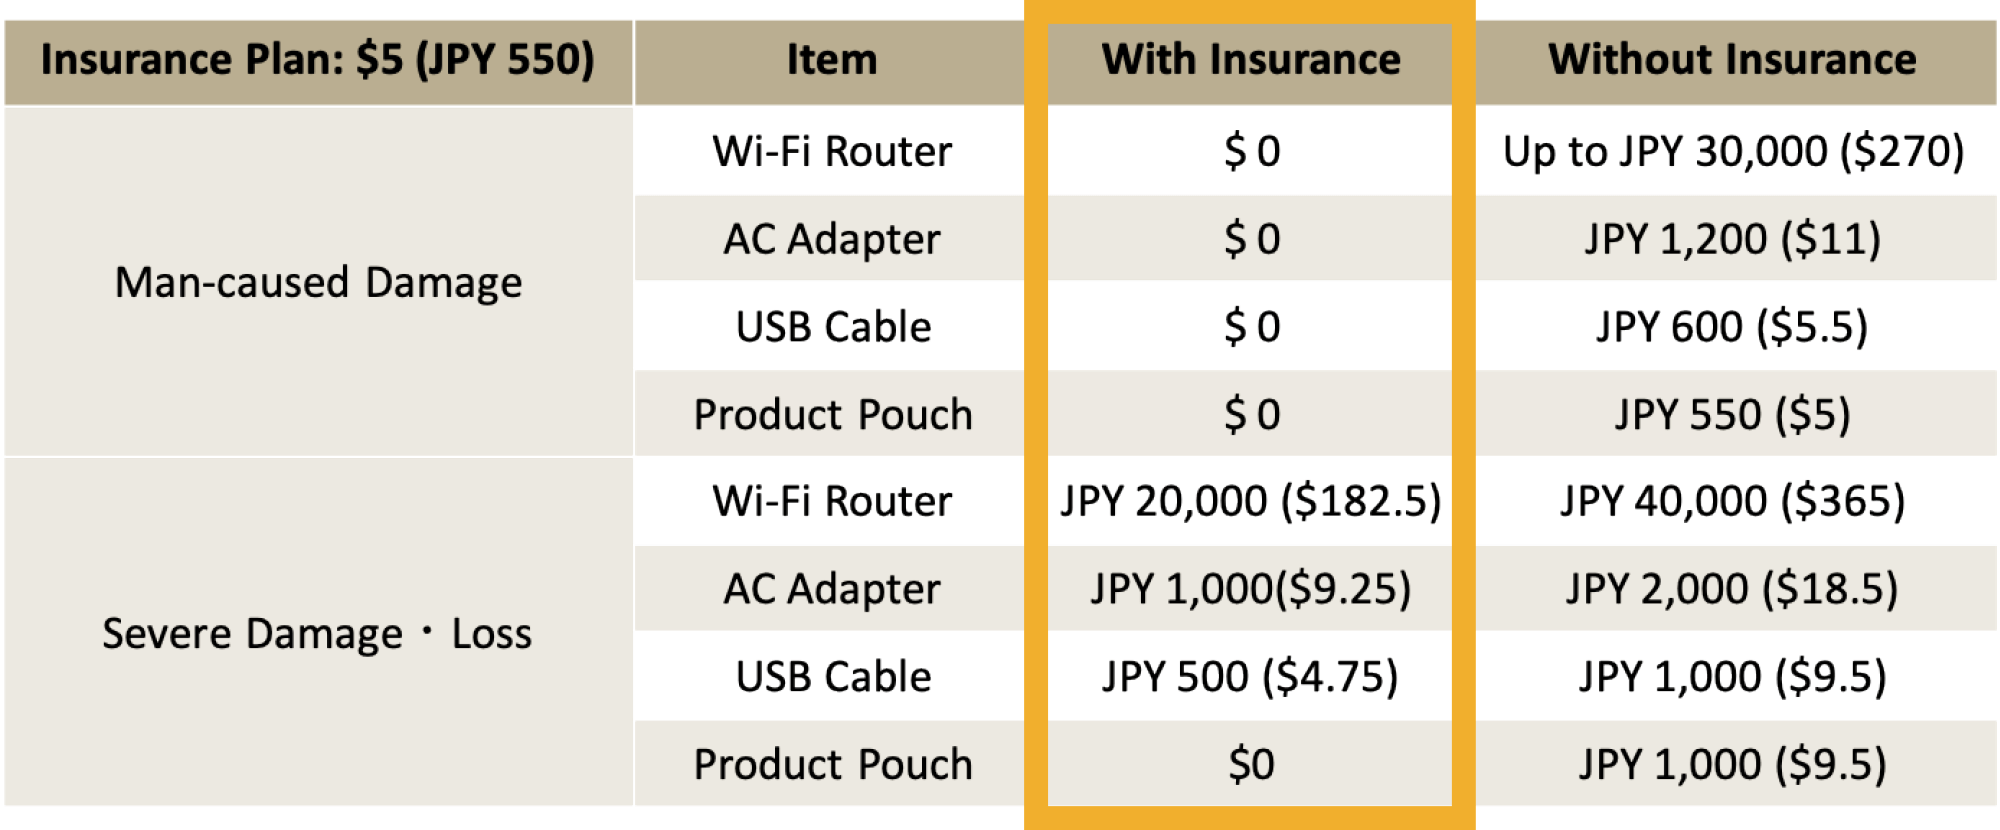 Insurance Plan: $5 (JPY 550) Item With Insurance Without Insurance
Man-caused Damage
Wi-Fi Router $ 0 Up to JPY 30,000 ($270)
AC Adapter $ 0 JPY 1,200 ($11)
USB Cable $ 0 JPY 600 ($5.5)
Product Pouch $ 0 JPY 550 ($5)
Severe Damage・Loss
Wi-Fi Router JPY 20,000 ($182.5) JPY 40,000 ($365)
AC Adapter JPY 1,000($9.25) JPY 2,000 ($18.5)
USB Cable JPY 500 ($4.75) JPY 1,000 ($9.5)
Product Pouch $0 JPY 1,000 ($9.5)